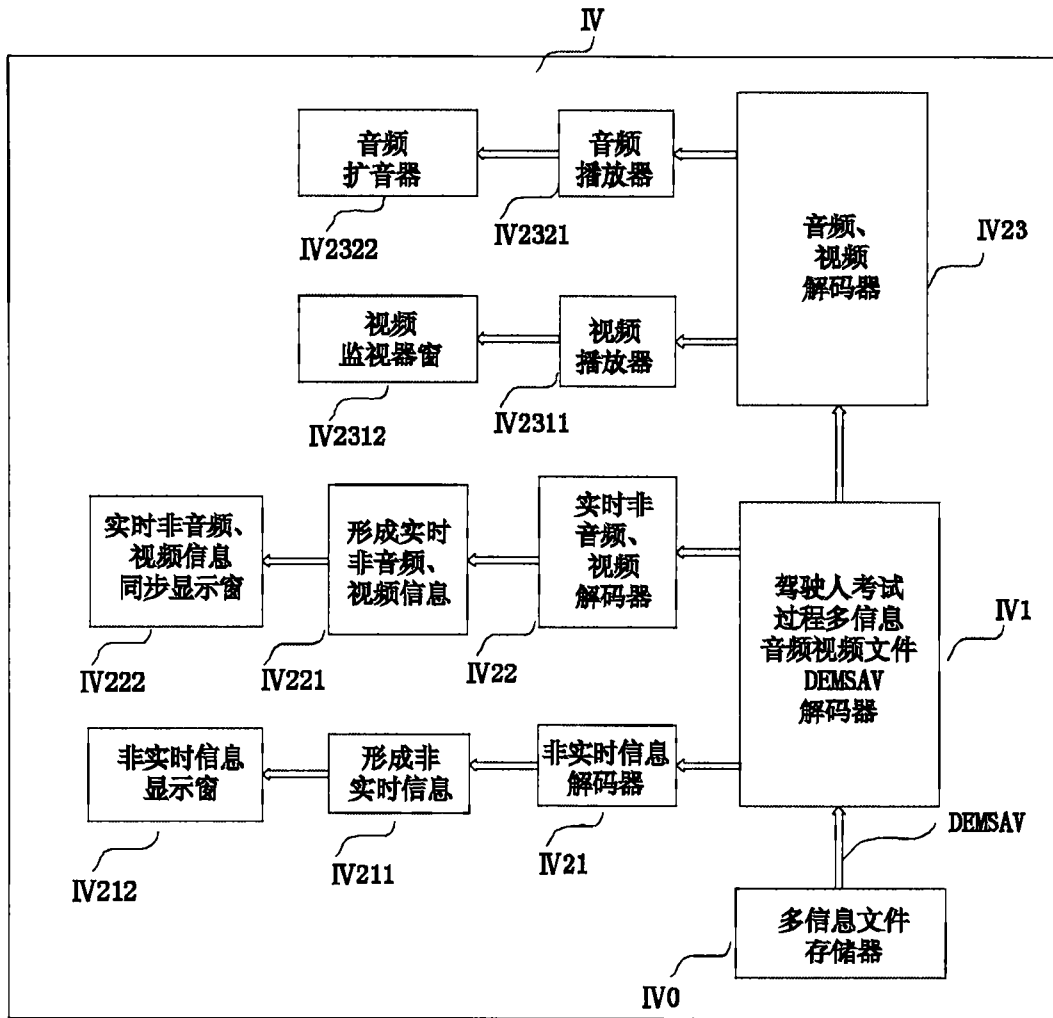 Ⅳ
音频
扩音器
音频
播放器
音频、
视频
解码器
Ⅳ2322
Ⅳ2321
Ⅳ23
视频
监视器窗
视频
播放器
Ⅳ2312
Ⅳ2311
实时非音频、
视频信息
同步显示窗
形成实时
非音频、
视频信息
实时非
音频、
视频
解码器
驾驶人考试
过程多信息
音频视频文件
DEMSAV
解码器
Ⅳ1
Ⅳ222
Ⅳ221
Ⅳ22
非实时信息
显示窗
形成非
实时信息
非实时信息
解码器
Ⅳ212
Ⅳ211
Ⅳ21
DEMSAV
多信息文件
存储器
Ⅳ0